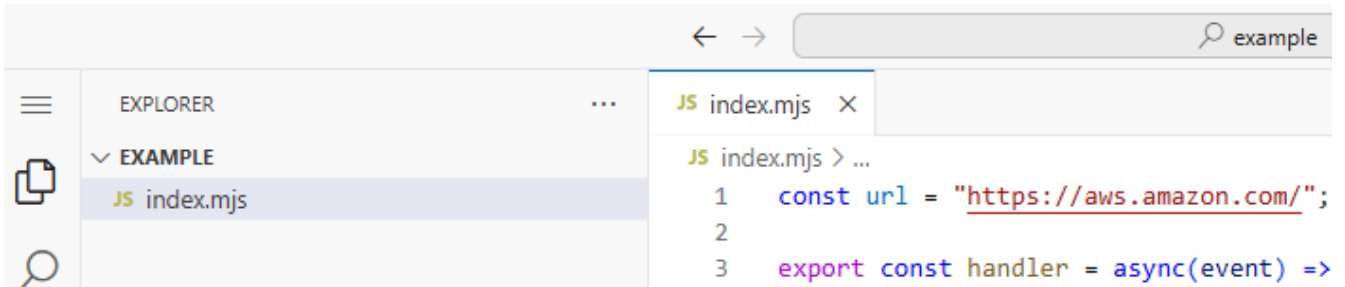 example
EXPLORER ...
EXAMPLE
JS index.mjs
JS index.mjs ×
JS index.mjs > ...
1 const url = "https://aws.amazon.com/";
2
3 export const handler = async(event) =>